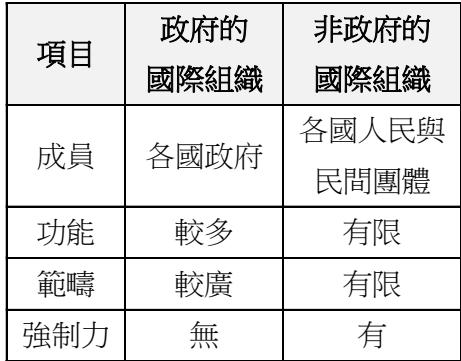 項目 政府的 非政府的
國際組織 國際組織
成員 各國政府 各國人民與
民間團體
功能 較多 有限
範疇 較廣 有限
強制力 無 有